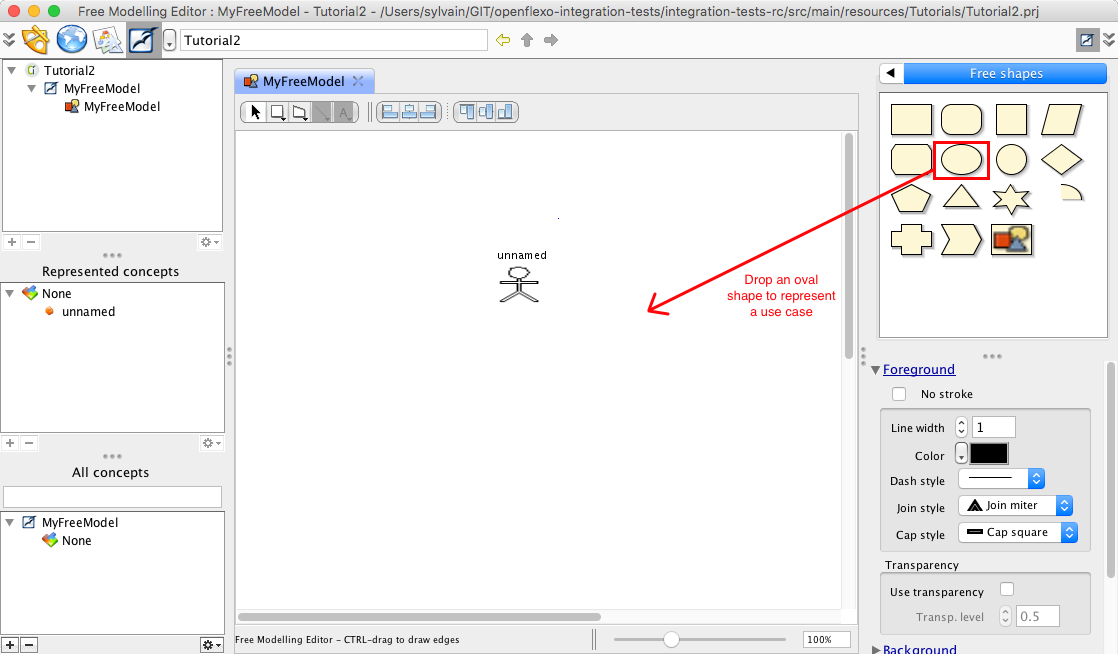 Free Modelling Editor : MyFreeModel - Tutorial2 - /Users/sylvain/GIT/openflexo-integration-tests/integration-tests-rc/src/main/resources/Tutorials/Tutorial2.prj
Tutorial2
Tutorial2
MyFreeModel
MyFreeModel
Represented concepts
None
unnamed
All concepts
MyFreeModel
None
MyFreeModel
A
unnamed
Drop an oval
shape to represent
a use case
Free Modelling Editor - CTRL-drag to draw edges
100%
Free shapes
Foreground
No stroke
Line width
1
Color
Dash style
Join style
Join miter
Cap style
Cap square
Transparency
Use transparency
Transp. level
0.5
Background